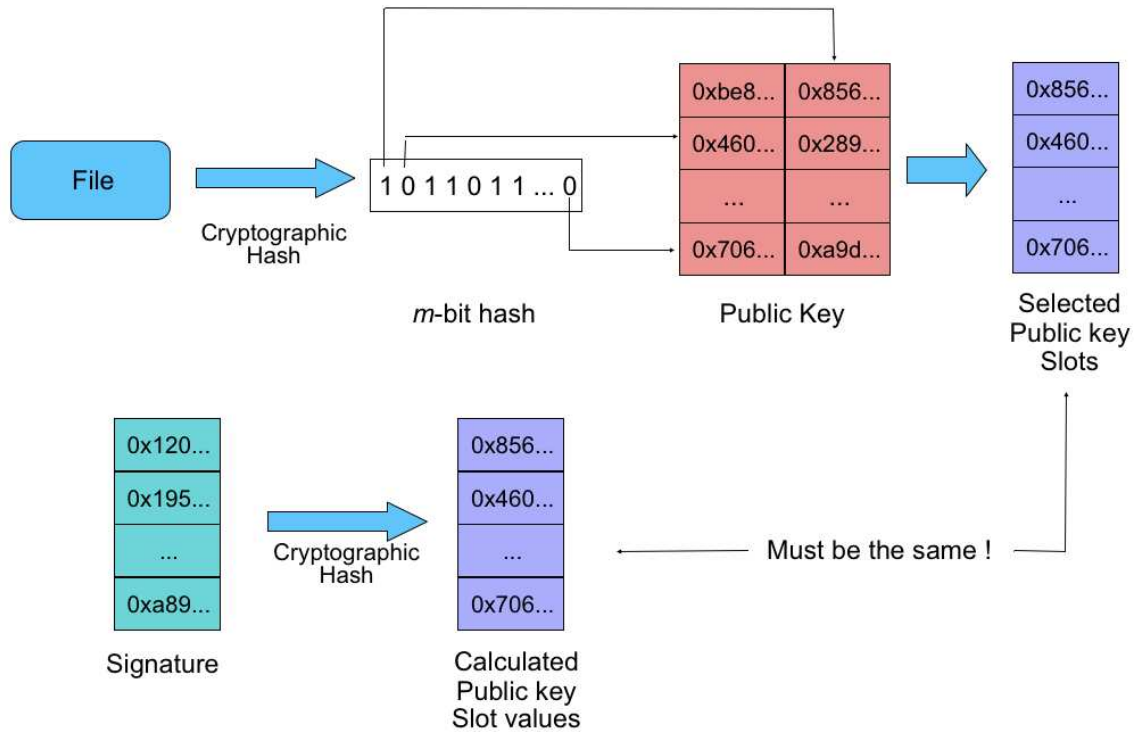 File
Cryptographic
Hash
1 0 1 1 0 1 1 ... 0
m-bit hash
0xbe8... 0x856...
0x460... 0x289...
... ...
0x706... 0xa9d...
Public Key
0x856...
0x460...
...
0x706...
Selected
Public key
Slots
0x120...
0x195...
...
0xa89...
Signature
Cryptographic
Hash
0x856...
0x460...
...
0x706...
Calculated
Public key
Slot values
Must be the same !